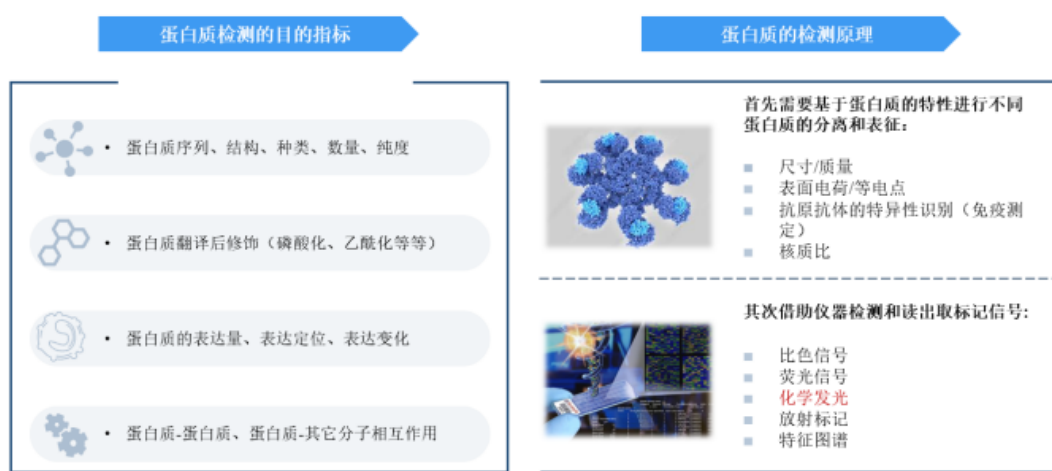 蛋白质检测的目的指标
• 蛋白质序列、结构、种类、数量、纯度
• 蛋白质翻译后修饰（磷酸化、乙酰化等等）
• 蛋白质的表达量、表达定位、表达变化
• 蛋白质-蛋白质、蛋白质-其它分子相互作用
蛋白质的检测原理
首先需要基于蛋白质的特性进行不同
蛋白质的分离和表征：
■ 尺寸/质量
■ 表面电荷/等电点
■ 抗原抗体的特异性识别（免疫测
定）
■ 核质比
其次借助仪器检测和读出取标记信号:
■ 比色信号
■ 荧光信号
■ 化学发光
■ 放射标记
■ 特征图谱